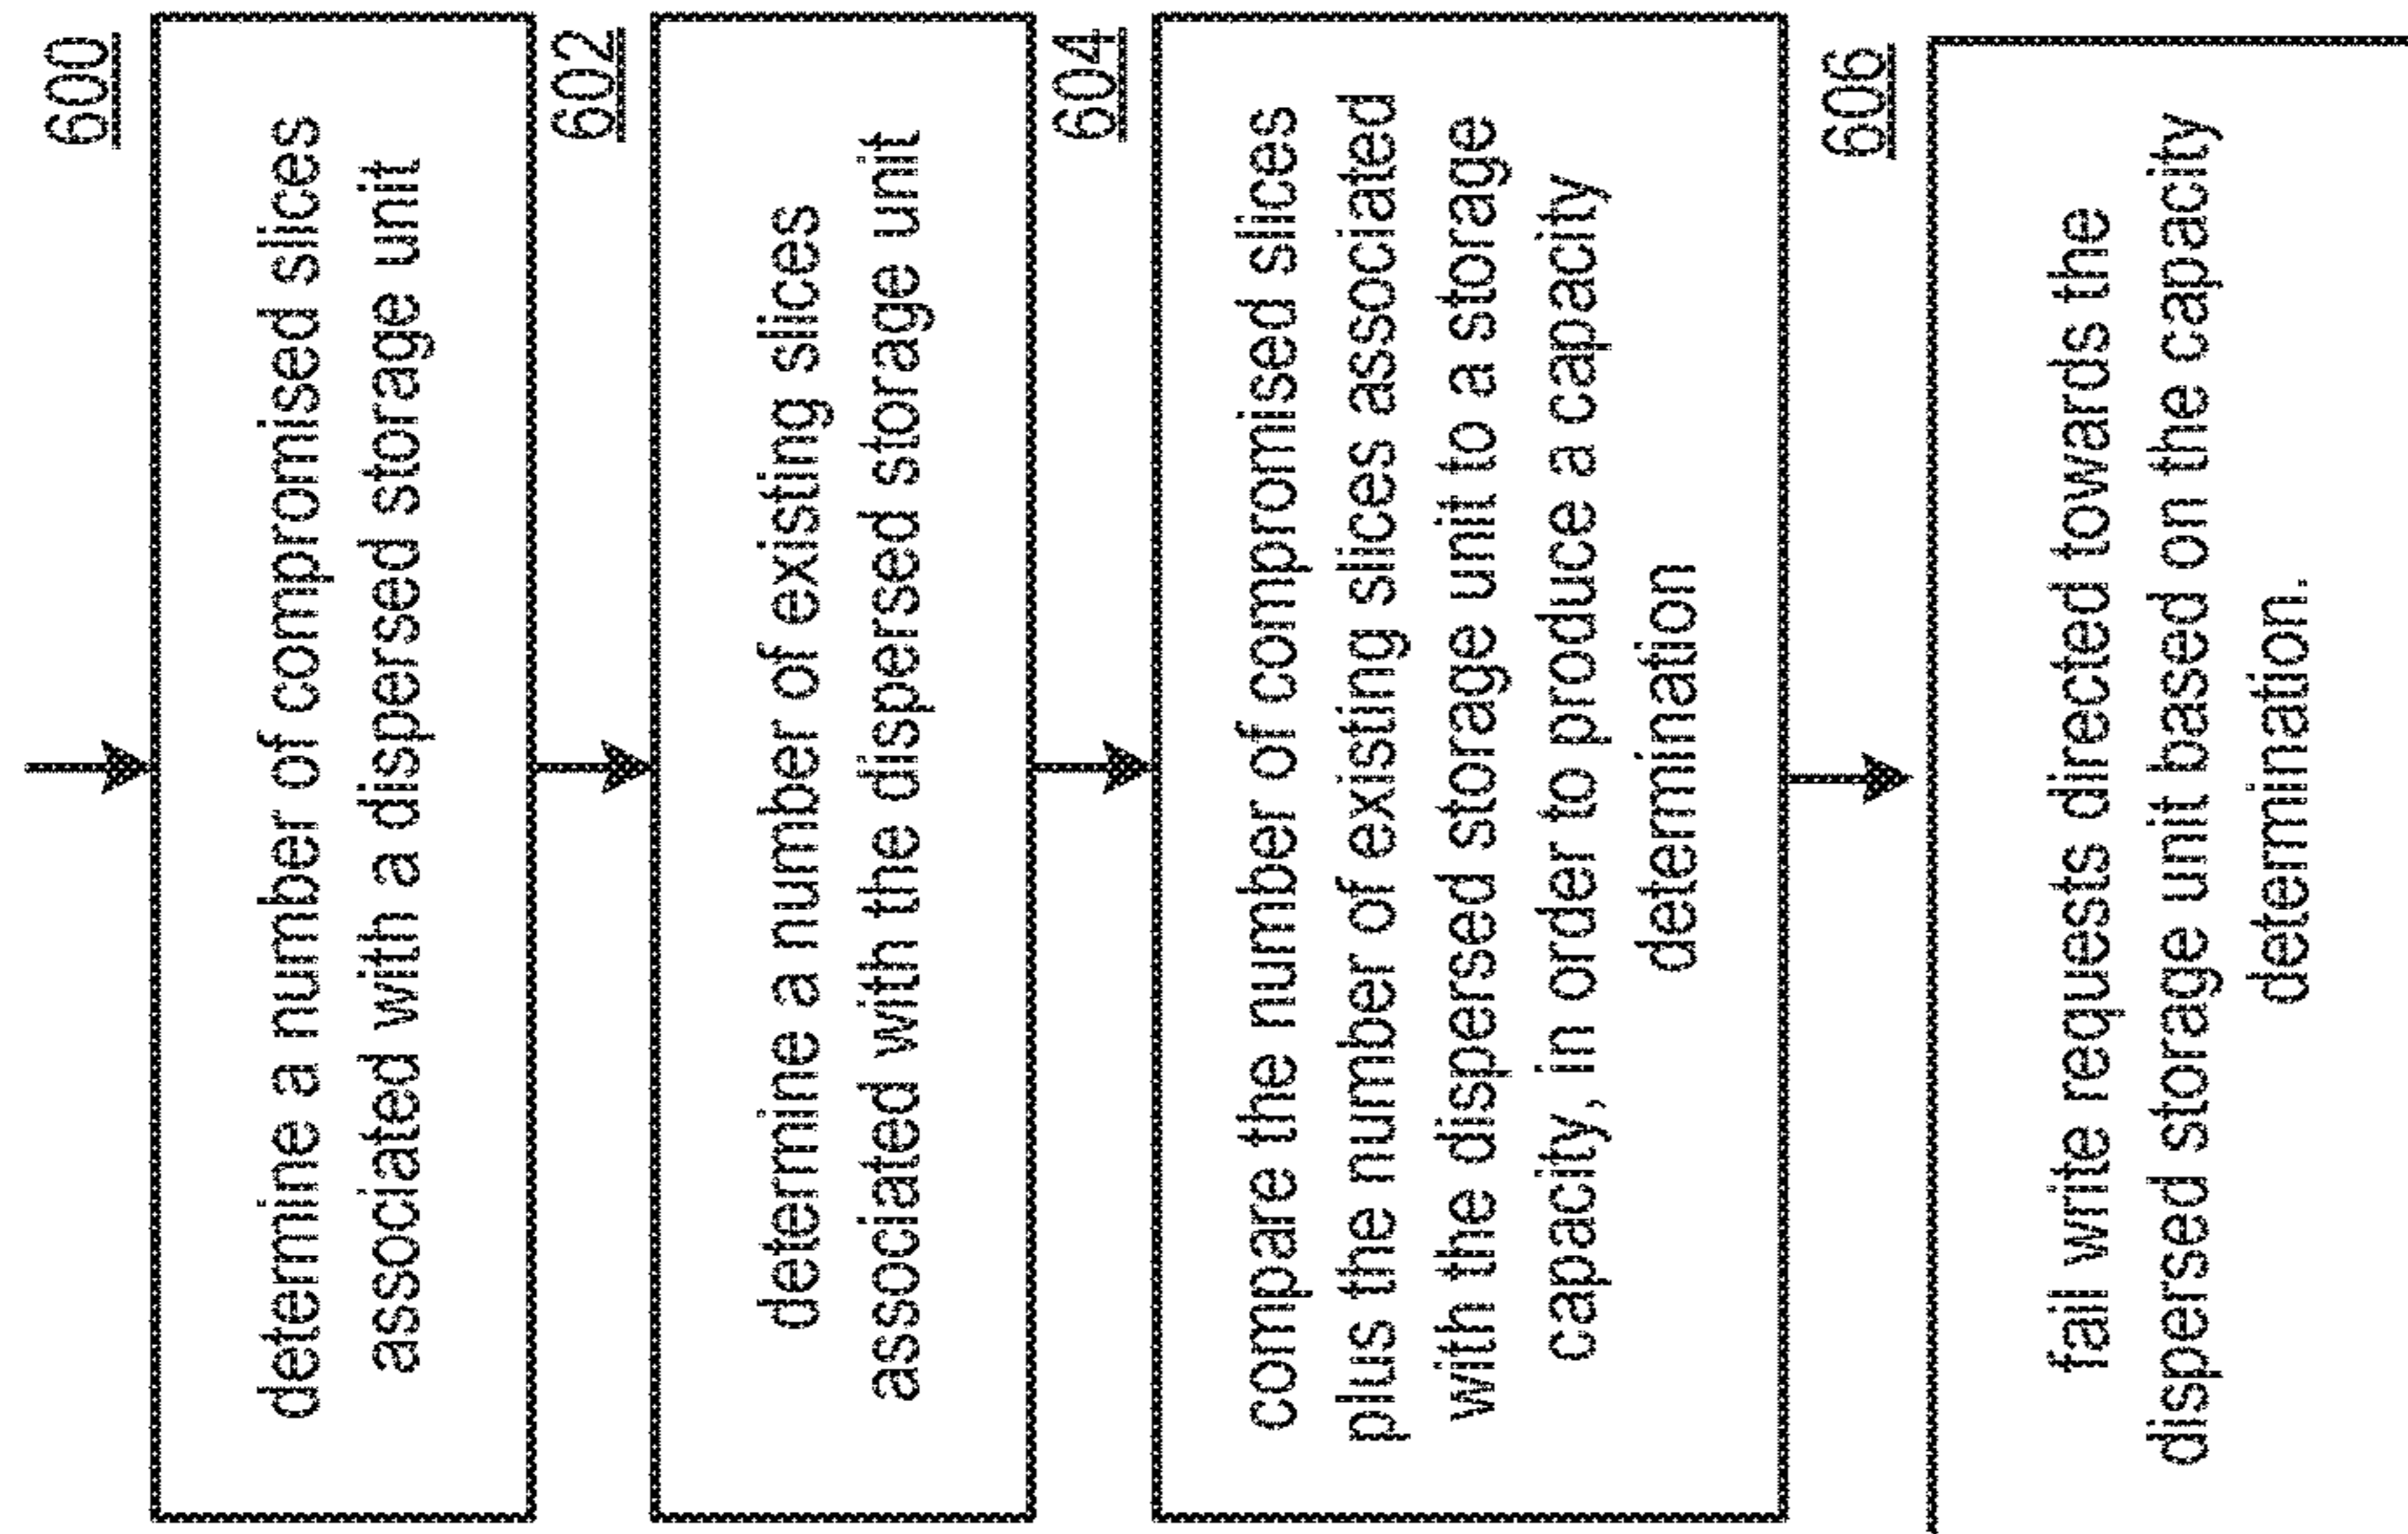 600
determine a number of compromised slices
associated with a dispersed storage unit
602
determine a number of existing slices
associated with the dispersed storage unit
604
compare the number of compromised slices
plus the number of existing slices associated
with the dispersed storage unit to a storage
capacity, in order to produce a capacity
determination
606
fail write requests directed towards the
dispersed storage unit based on the capacity
determination.